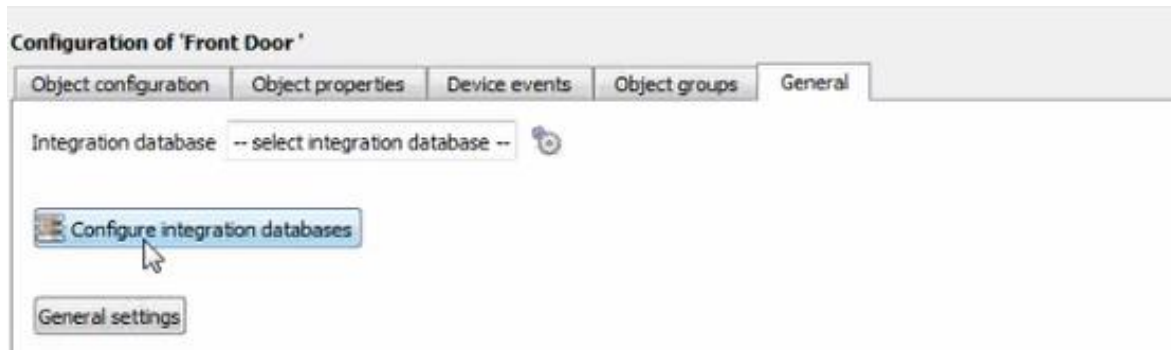 Configuration of 'Front Door '
Object configuration Object properties Device events Object groups General
Integration database -- select integration database --
Configure integration databases
General settings